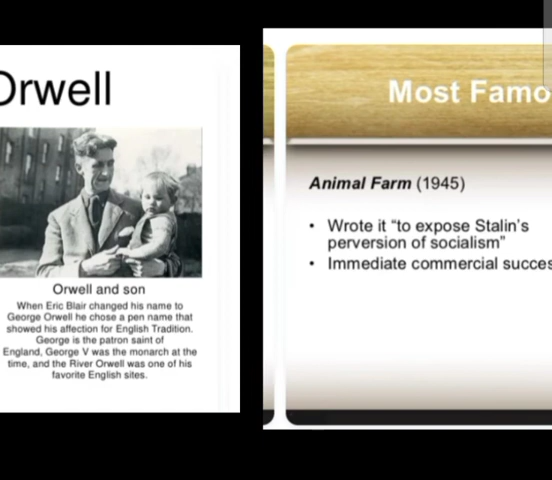 Orwell
Orwell and son
When Eric Blair changed his name to
George Orwell he chose a pen name that
showed his affection for English Tradition.
George is the patron saint of
England, George V was the monarch at the
time, and the River Orwell was one of his
favorite English sites.
Most Famo
Animal Farm (1945)
• Wrote it “to expose Stalin’s
perversion of socialism”
• Immediate commercial succes